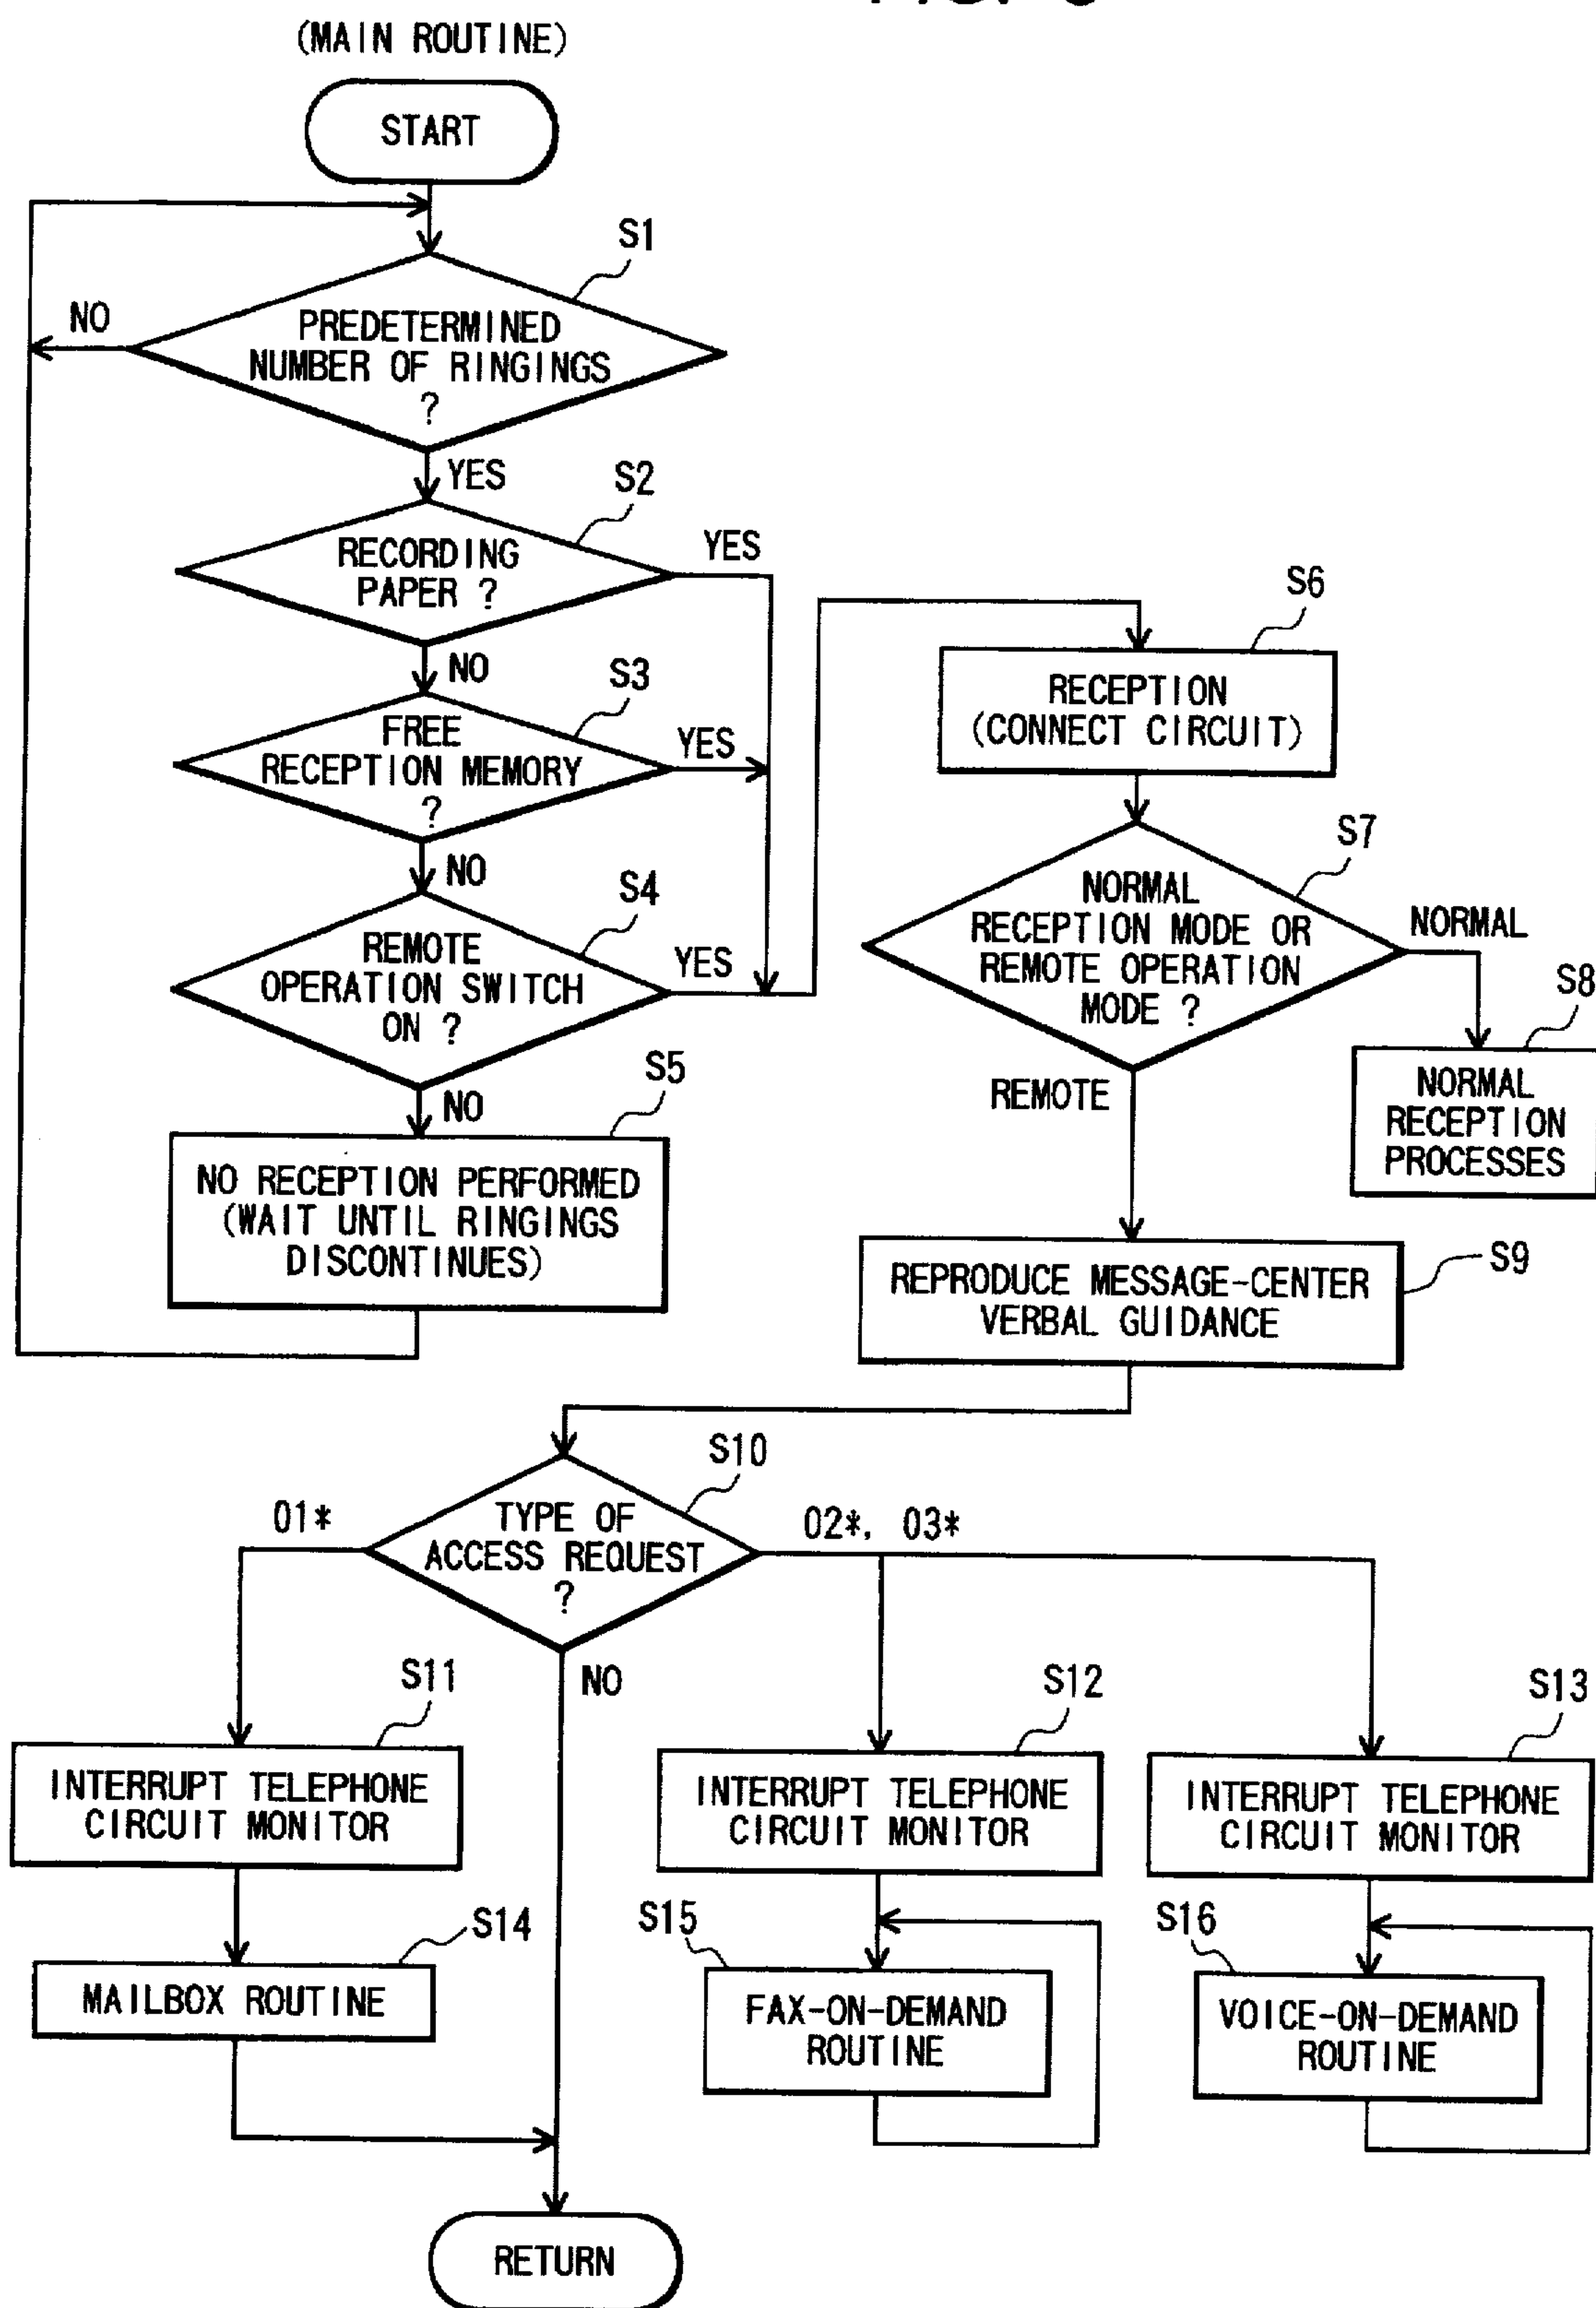 (MAIN ROUTINE)
START
S1
NO
PREDETERMINED
NUMBER OF RINGINGS
?
YES
S2
RECORDING
PAPER ?
YES
NO
S3
FREE
RECEPTION MEMORY
?
YES
NO
S4
REMOTE
OPERATION SWITCH
ON ?
YES
NO
S5
NO RECEPTION PERFORMED
(WAIT UNTIL RINGINGS
DISCONTINUES)
S6
RECEPTION
(CONNECT CIRCUIT)
S7
NORMAL
RECEPTION MODE OR
REMOTE OPERATION
MODE ?
NORMAL
REMOTE
S8
NORMAL
RECEPTION
PROCESSES
S9
REPRODUCE MESSAGE-CENTER
VERBAL GUIDANCE
S10
TYPE OF
ACCESS REQUEST
?
01*
02*, 03*
NO
S11
INTERRUPT TELEPHONE
CIRCUIT MONITOR
S12
INTERRUPT TELEPHONE
CIRCUIT MONITOR
S13
INTERRUPT TELEPHONE
CIRCUIT MONITOR
S14
MAILBOX ROUTINE
S15
FAX-ON-DEMAND
ROUTINE
S16
VOICE-ON-DEMAND
ROUTINE
RETURN